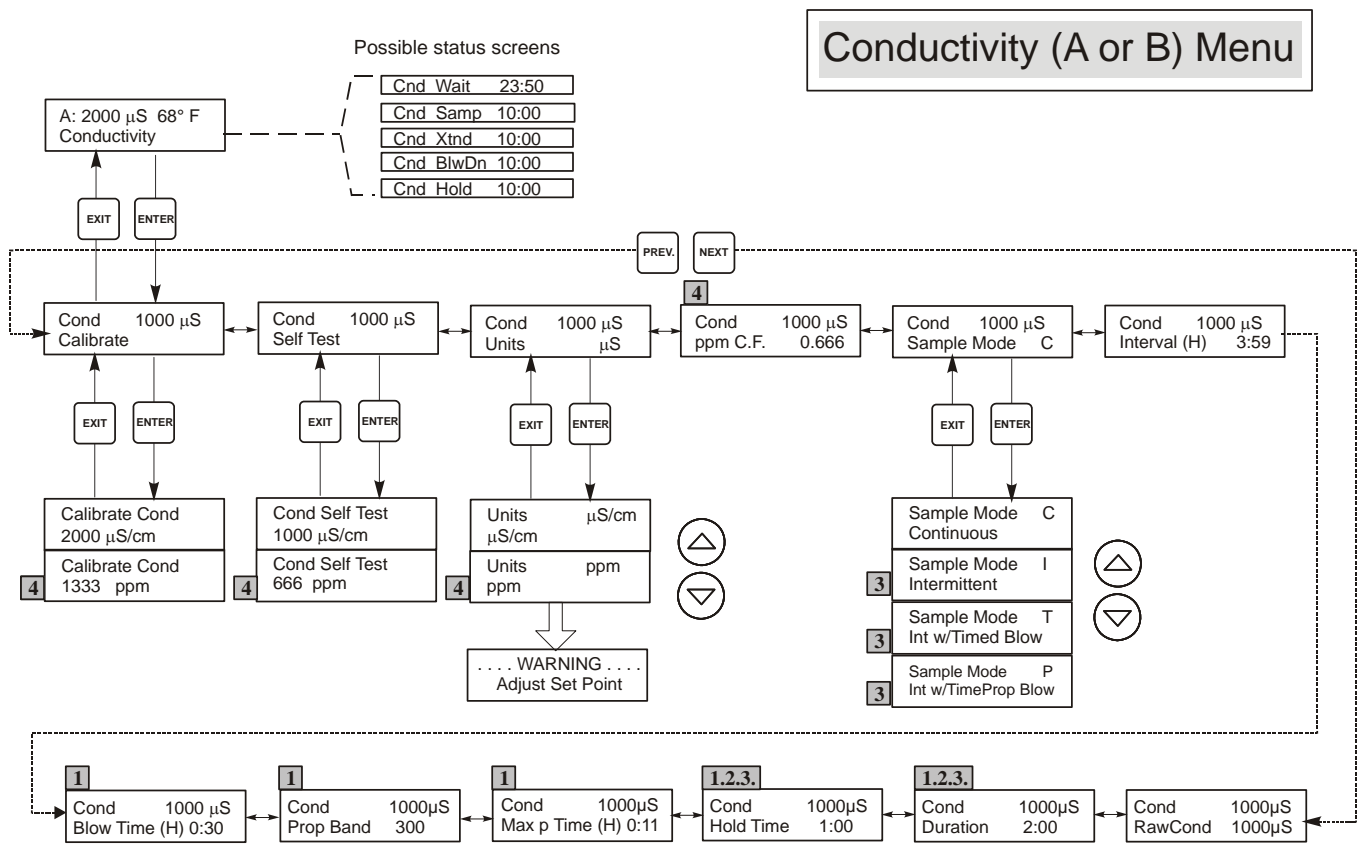 Conductivity (A or B) Menu
Possible status screens
Cnd Wait 23:50
Cnd Samp 10:00
Cnd Xtnd 10:00
Cnd BlwDn 10:00
Cnd Hold 10:00
A: 2000 μS 68° F
Conductivity
EXIT
ENTER
PREV.
NEXT
Cond 1000 μS
Calibrate
Cond 1000 μS
Self Test
Cond 1000 μS
Units μS
4
Cond 1000 μS
ppm C.F. 0.666
Cond 1000 μS
Sample Mode C
Cond 1000 μS
Interval (H) 3:59
EXIT
ENTER
EXIT
ENTER
EXIT
ENTER
EXIT
ENTER
Calibrate Cond
2000 μS/cm
Calibrate Cond
1333 ppm
4
Cond Self Test
1000 μS/cm
Cond Self Test
666 ppm
4
Units μS/cm
μS/cm
Units ppm
ppm
4
. . . . WARNING . . . .
Adjust Set Point
Sample Mode C
Continuous
Sample Mode I
Intermittent
3
Sample Mode T
Int w/Timed Blow
3
Sample Mode P
Int w/TimeProp Blow
3
1
Cond 1000 μS
Blow Time (H) 0:30
1
Cond 1000μS
Prop Band 300
1
Cond 1000μS
Max p Time (H) 0:11
1.2.3.
Cond 1000μS
Hold Time 1:00
1.2.3.
Cond 1000μS
Duration 2:00
Cond 1000μS
RawCond 1000μS